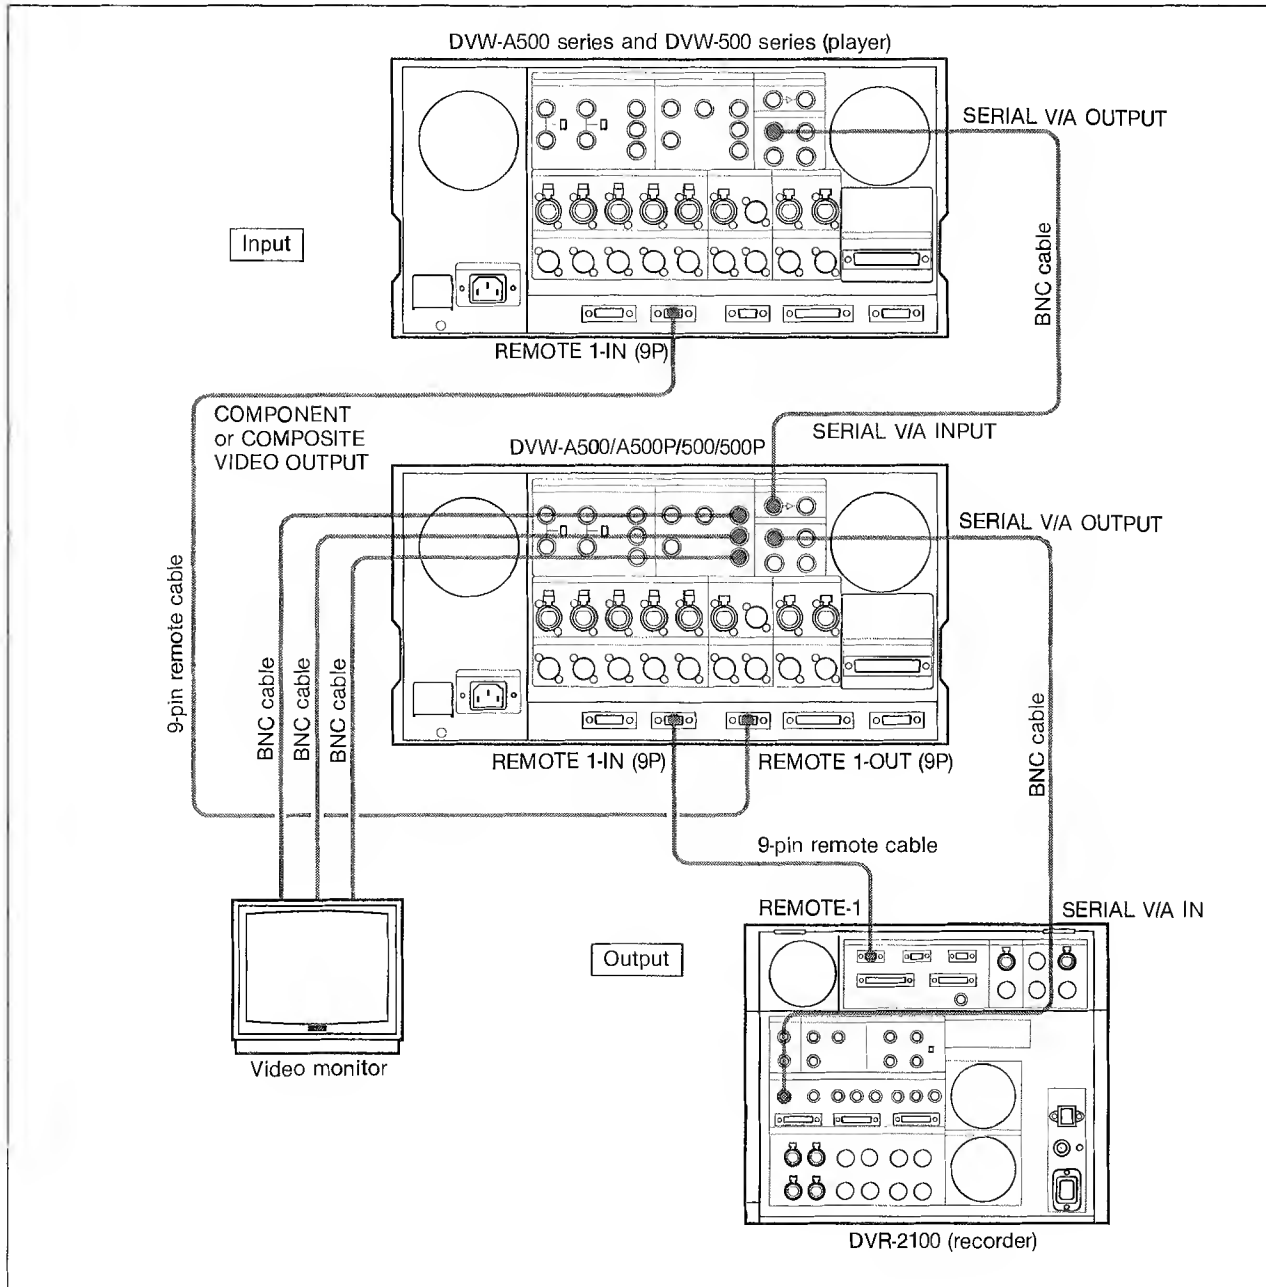 DVW-A500 series and DVW-500 series (player)
SERIAL V/A OUTPUT
BNC cable
Input
REMOTE 1-IN (9P)
COMPONENT
or COMPOSITE
VIDEO OUTPUT
SERIAL V/A INPUT
DVW-A500/A500P/500/500P
SERIAL V/A OUTPUT
9-pin remote cable
BNC cable
BNC cable
BNC cable
BNC cable
REMOTE 1-IN (9P)
REMOTE 1-OUT (9P)
9-pin remote cable
REMOTE-1
SERIAL V/A IN
Output
Video monitor
DVR-2100 (recorder)